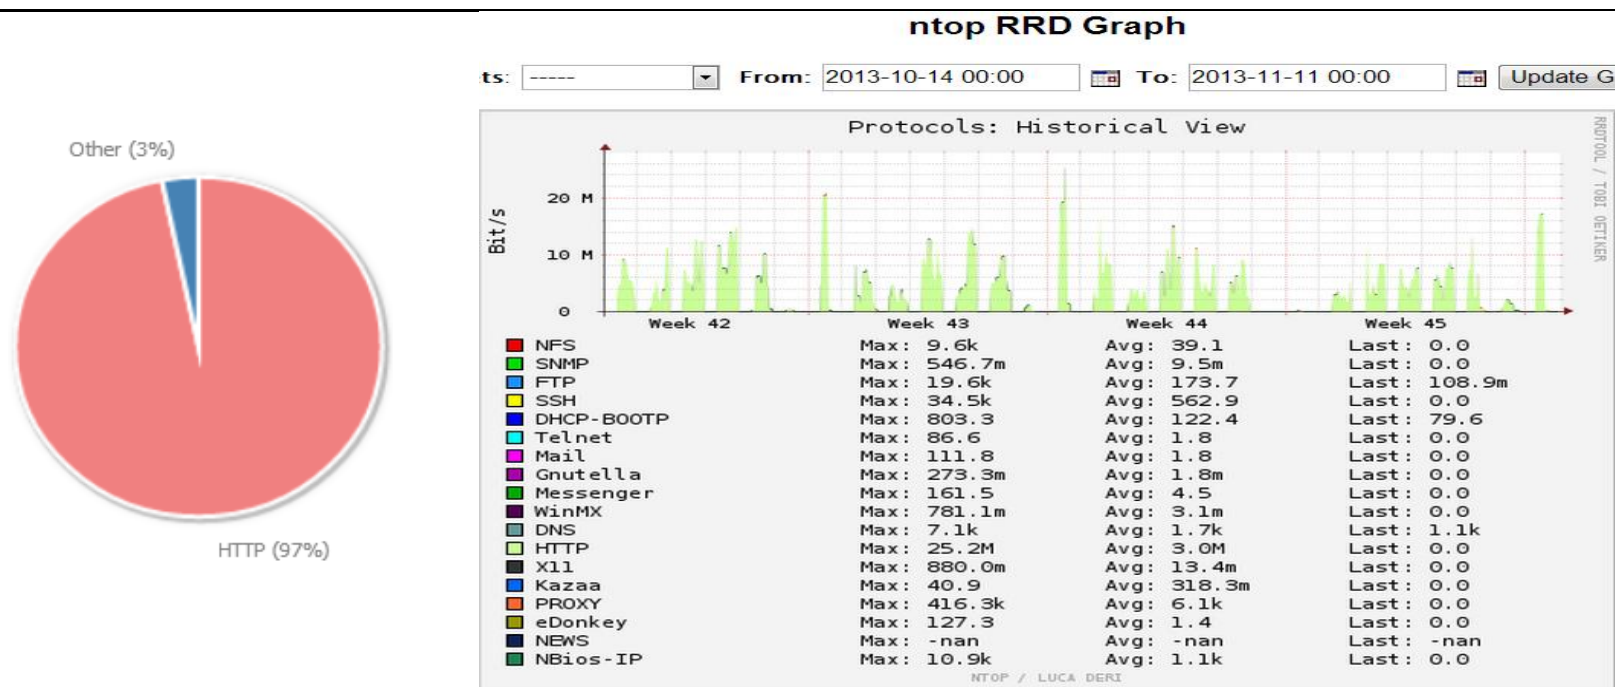 ntop RRD Graph
ts: ----- From: 2013-10-14 00:00 To: 2013-11-11 00:00 Update G
Other (3%)
HTTP (97%)
Protocols: Historical View
RRDTOOL / TOBI OETIKER
Bit/s
20 M
10 M
0
Week 42 Week 43 Week 44 Week 45
NFS Max: 9.6k Avg: 39.1 Last: 0.0
SNMP Max: 546.7m Avg: 9.5m Last: 0.0
FTP Max: 19.6k Avg: 173.7 Last: 108.9m
SSH Max: 34.5k Avg: 562.9 Last: 0.0
DHCP-BOOTP Max: 803.3 Avg: 122.4 Last: 79.6
Telnet Max: 86.6 Avg: 1.8 Last: 0.0
Mail Max: 111.8 Avg: 1.8 Last: 0.0
Gnutella Max: 273.3m Avg: 1.8m Last: 0.0
Messenger Max: 161.5 Avg: 4.5 Last: 0.0
WinMX Max: 781.1m Avg: 3.1m Last: 0.0
DNS Max: 7.1k Avg: 1.7k Last: 1.1k
HTTP Max: 25.2M Avg: 3.0M Last: 0.0
X11 Max: 880.0m Avg: 13.4m Last: 0.0
Kazaa Max: 40.9 Avg: 318.3m Last: 0.0
PROXY Max: 416.3k Avg: 6.1k Last: 0.0
eDonkey Max: 127.3 Avg: 1.4 Last: 0.0
NEWS Max: -nan Avg: -nan Last: -nan
NBios-IP Max: 10.9k Avg: 1.1k Last: 0.0
NTOP / LUCA DERI